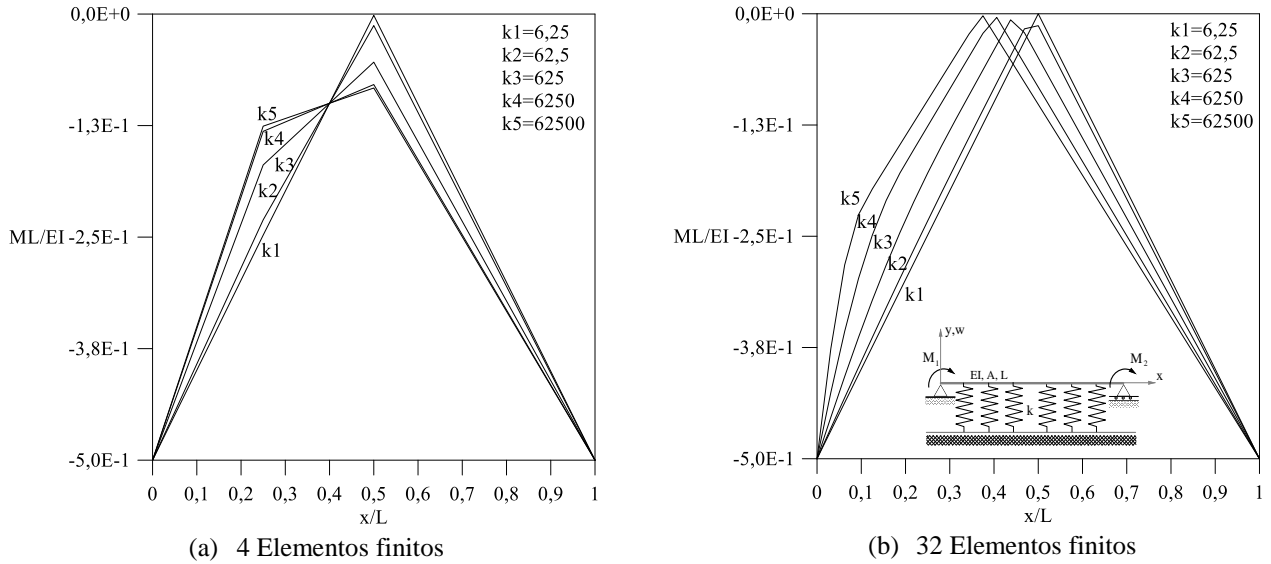 0,0E+0
-1,3E-1
ML/EI -2,5E-1
-3,8E-1
-5,0E-1
k1=6,25
k2=62,5
k3=625
k4=6250
k5=62500
k5
k4
k3
k2
k1
0 0,1 0,2 0,3 0,4 0,5 0,6 0,7 0,8 0,9 1
x/L
(a) 4 Elementos finitos
0,0E+0
-1,3E-1
ML/EI -2,5E-1
-3,8E-1
-5,0E-1
k1=6,25
k2=62,5
k3=625
k4=6250
k5=62500
k5
k4
k3
k2
k1
y,w
M1
EI, A, L
M2
x
k
0 0,1 0,2 0,3 0,4 0,5 0,6 0,7 0,8 0,9 1
x/L
(b) 32 Elementos finitos